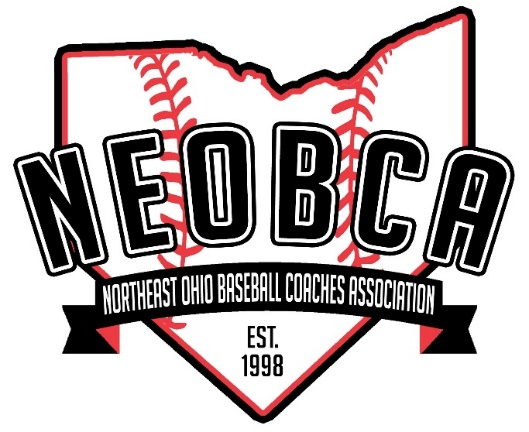 NEOBCA
NORTHEAST OHIO BASEBALL COACHES ASSOCIATION
EST.
1998